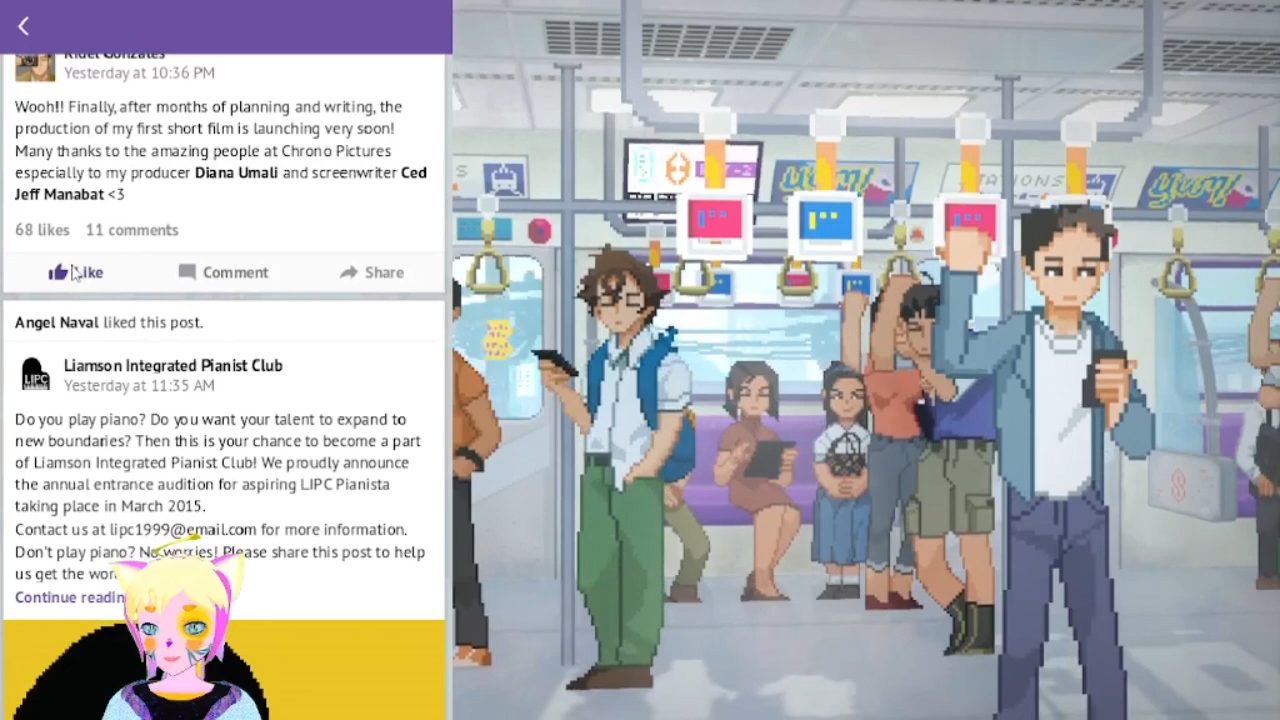 Ridel Gonzales
Yesterday at 10:36 PM
Wooh!! Finally, after months of planning and writing, the
production of my first short film is launching very soon!
Many thanks to the amazing people at Chrono Pictures
especially to my producer Diana Umali and screenwriter Ced
Jeff Manabat <3
68 likes 11 comments
Like Comment Share
Angel Naval liked this post.
LIPC
Liamson Integrated Pianist Club
Yesterday at 11:35 AM
Do you play piano? Do you want your talent to expand to
new boundaries? Then this is your chance to become a part
of Liamson Integrated Pianist Club! We proudly announce
the annual entrance audition for aspiring LIPC Pianista
taking place in March 2015.
Contact us at lipc1999@email.com for more information.
Don't play piano? No worries! Please share this post to help
us get the
Continue readin
Yum!
STATIONS
Yum!